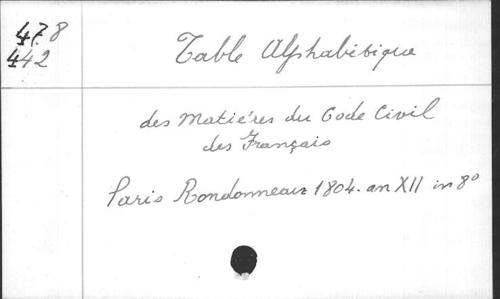 47.8
442
Table Alphabétique
des Matières du Code Civil
des Français
Paris Rondonneau 1804. an XII in 8°